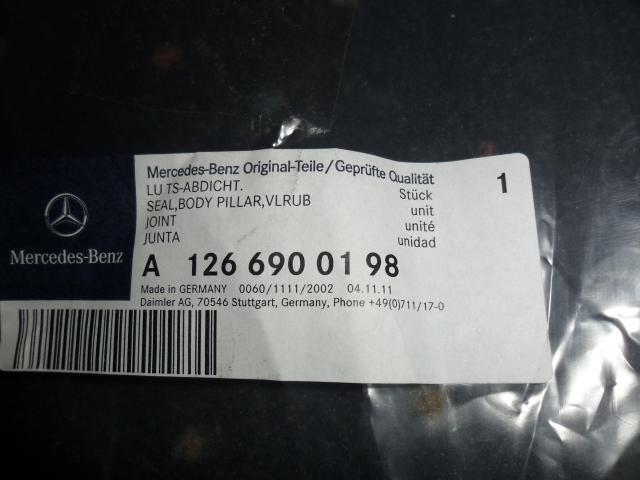 Mercedes-Benz Original-Teile/Geprüfte Qualität
LU TS-ABDICHT. Stück 1
SEAL,BODY PILLAR,VLRUB unit
JOINT unité
JUNTA unidad
Mercedes-Benz
A 126 690 01 98
Made in GERMANY 0060/1111/2002 04.11.11
Daimler AG, 70546 Stuttgart, Germany, Phone +49(0)711/17-0